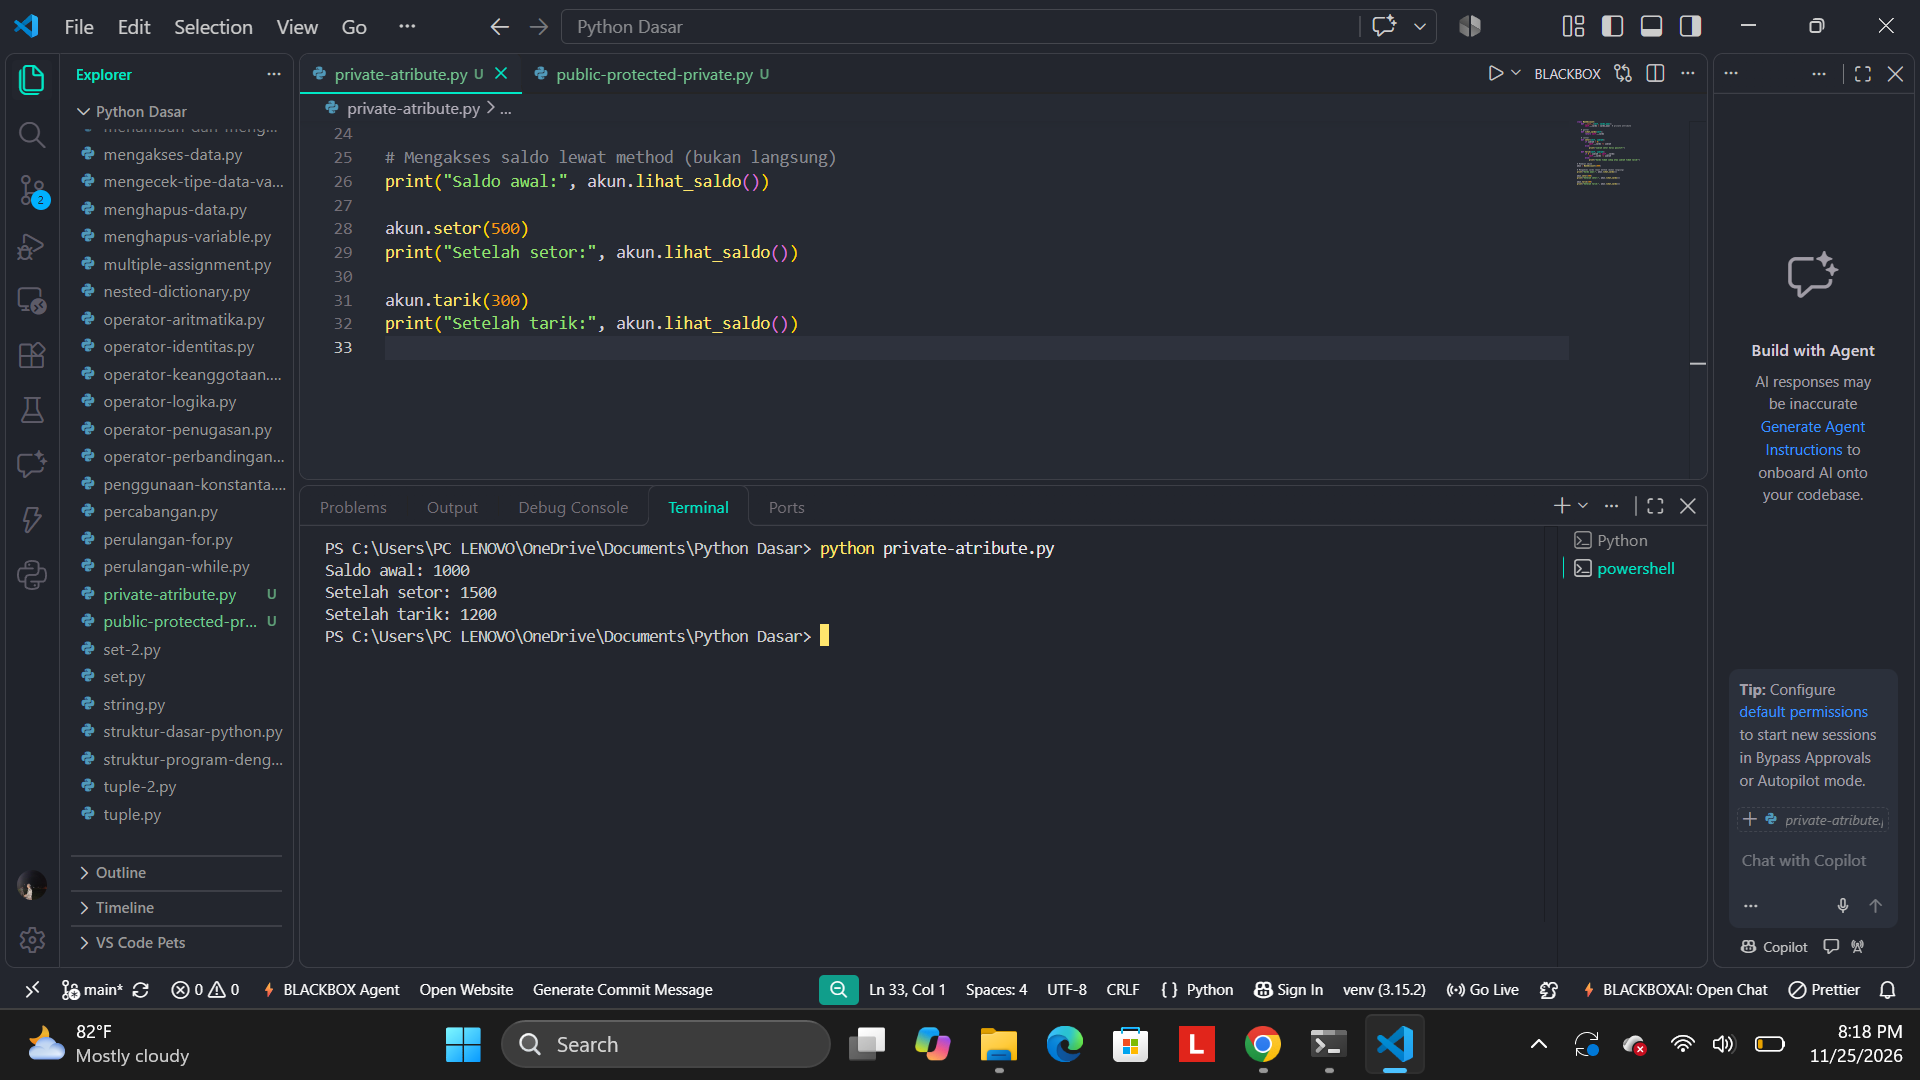 File Edit Selection View Go ···
Python Dasar
Explorer ···
Python Dasar
mengakses-data.py
mengecek-tipe-data-va...
menghapus-data.py
menghapus-variable.py
multiple-assignment.py
nested-dictionary.py
operator-aritmatika.py
operator-identitas.py
operator-keanggotaan....
operator-logika.py
operator-penugasan.py
operator-perbandingan...
penggunaan-konstanta....
percabangan.py
perulangan-for.py
perulangan-while.py
private-atribute.py U
public-protected-pr... U
set-2.py
set.py
string.py
struktur-dasar-python.py
struktur-program-deng...
tuple-2.py
tuple.py
Outline
Timeline
VS Code Pets
2
private-atribute.py U
public-protected-private.py U
BLACKBOX
private-atribute.py > ...
24
25 # Mengakses saldo lewat method (bukan langsung)
26 print("Saldo awal:", akun.lihat_saldo())
27
28 akun.setor(500)
29 print("Setelah setor:", akun.lihat_saldo())
30
31 akun.tarik(300)
32 print("Setelah tarik:", akun.lihat_saldo())
33
Problems Output Debug Console Terminal Ports
PS C:\Users\PC LENOVO\OneDrive\Documents\Python Dasar> python private-atribute.py
Saldo awal: 1000
Setelah setor: 1500
Setelah tarik: 1200
PS C:\Users\PC LENOVO\OneDrive\Documents\Python Dasar>
Python
powershell
Build with Agent
AI responses may
be inaccurate
Generate Agent
Instructions to
onboard AI onto
your codebase.
Tip: Configure
default permissions
to start new sessions
in Bypass Approvals
or Autopilot mode.
private-atribute.
Chat with Copilot
Copilot
main* 0 0 BLACKBOX Agent Open Website Generate Commit Message Ln 33, Col 1 Spaces: 4 UTF-8 CRLF { } Python Sign In venv (3.15.2) Go Live BLACKBOXAI: Open Chat Prettier
82°F
Mostly cloudy
Search
L
8:18 PM
11/25/2026